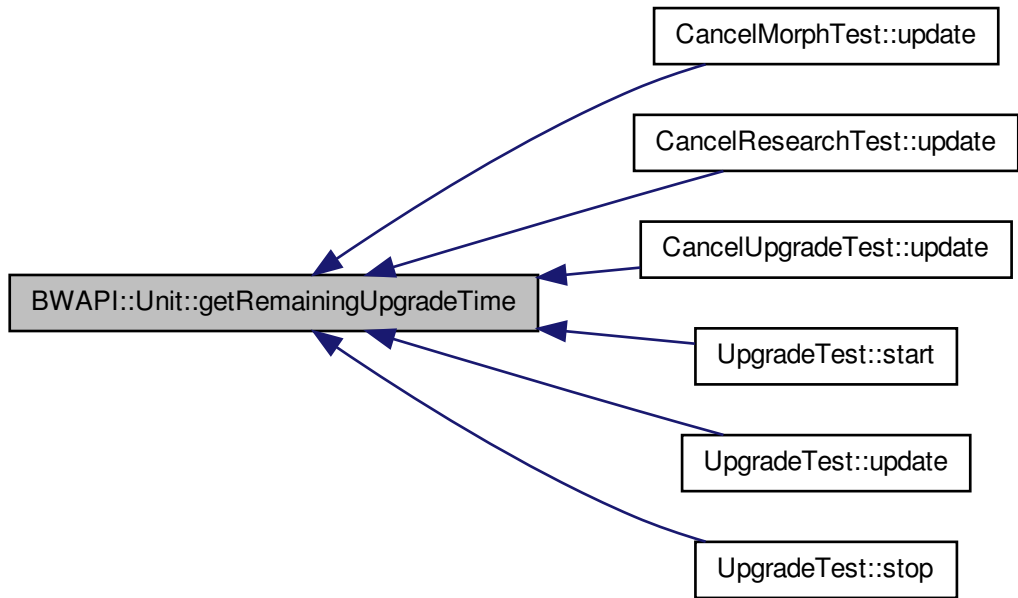 CancelMorphTest::update
CancelResearchTest::update
CancelUpgradeTest::update
BWAPI::Unit::getRemainingUpgradeTime
UpgradeTest::start
UpgradeTest::update
UpgradeTest::stop